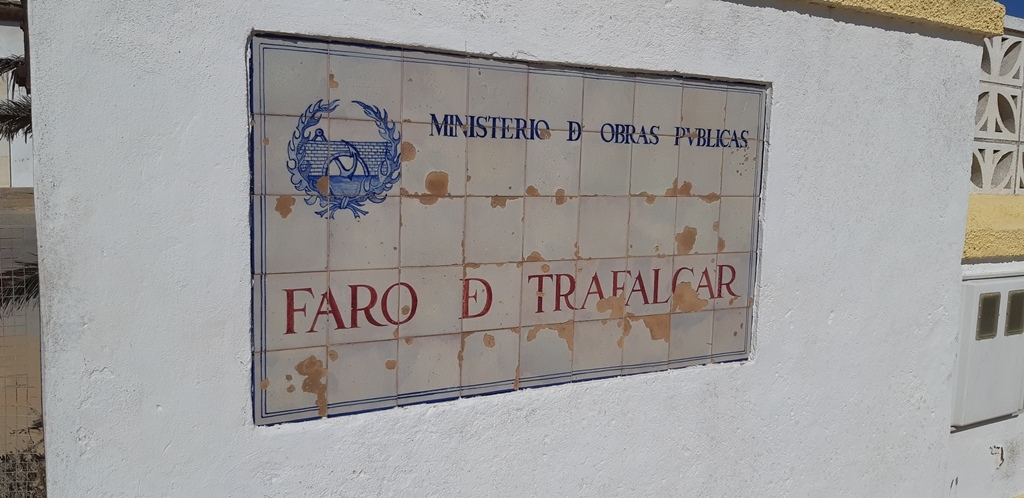 MINISTERIO Đ OBRAS PVBLICAS
FARO Đ TRAFALGAR